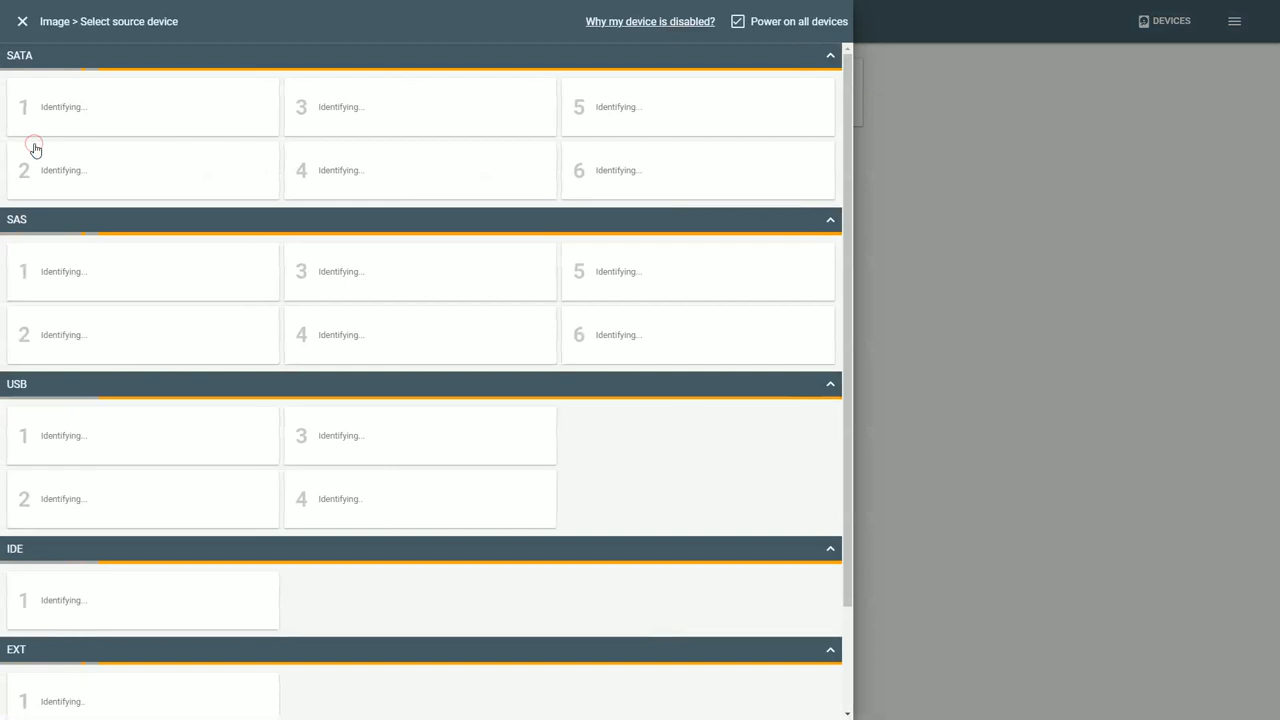 Image > Select source device
Why my device is disabled?
Power on all devices
DEVICES
SATA
1 Identifying...
3 Identifying...
5 Identifying...
2 Identifying...
4 Identifying...
6 Identifying...
SAS
1 Identifying...
3 Identifying...
5 Identifying...
2 Identifying...
4 Identifying...
6 Identifying...
USB
1 Identifying...
3 Identifying...
2 Identifying...
4 Identifying..
IDE
1 Identifying...
EXT
1 Identifying..